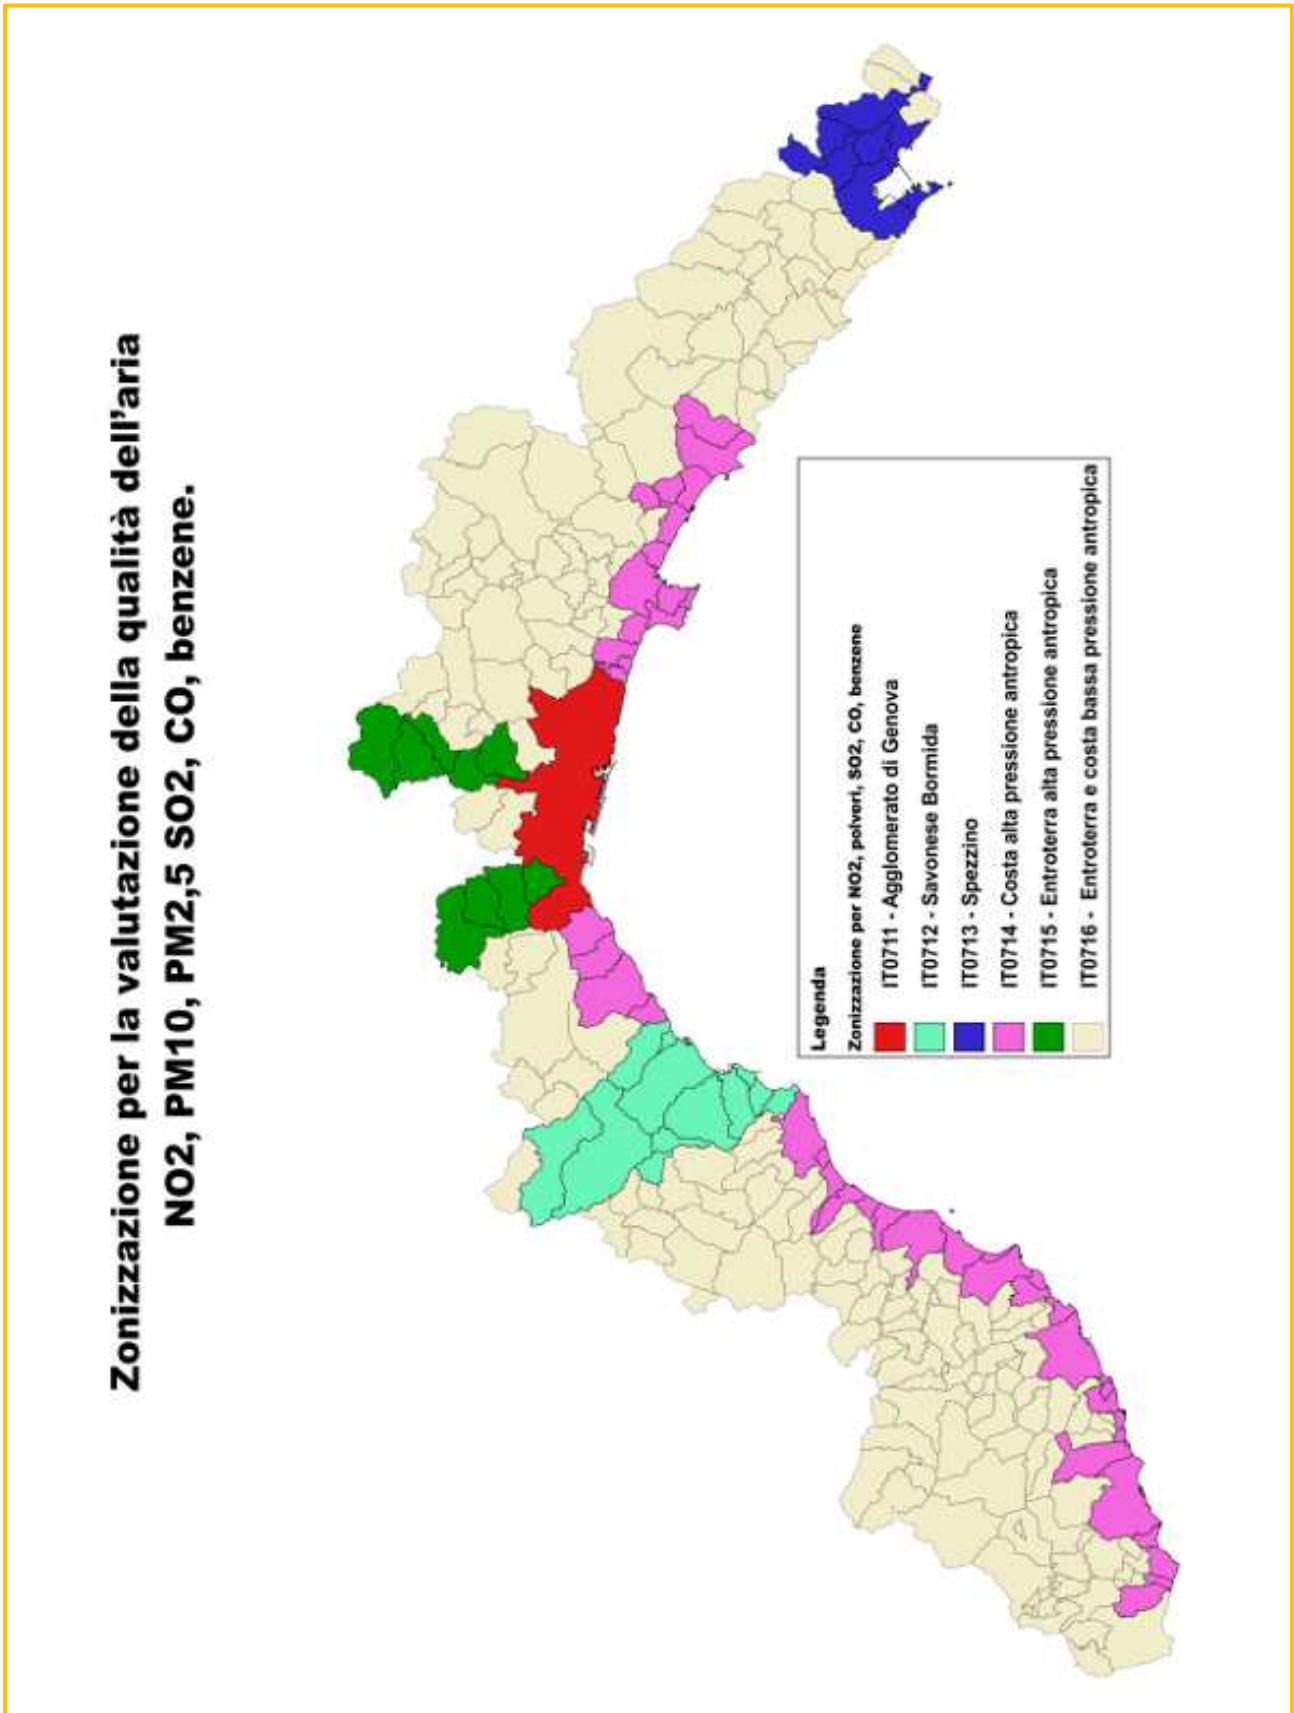 Zonizzazione per la valutazione della qualità dell'aria
NO2, PM10, PM2,5 SO2, CO, benzene.
Legenda
Zonizzazione per NO2, polveri, SO2, CO, benzene
IT0711 - Agglomerato di Genova
IT0712 - Savonese Bormida
IT0713 - Spezzino
IT0714 - Costa alta pressione antropica
IT0715 - Entroterra alta pressione antropica
IT0716 - Entroterra e costa bassa pressione antropica